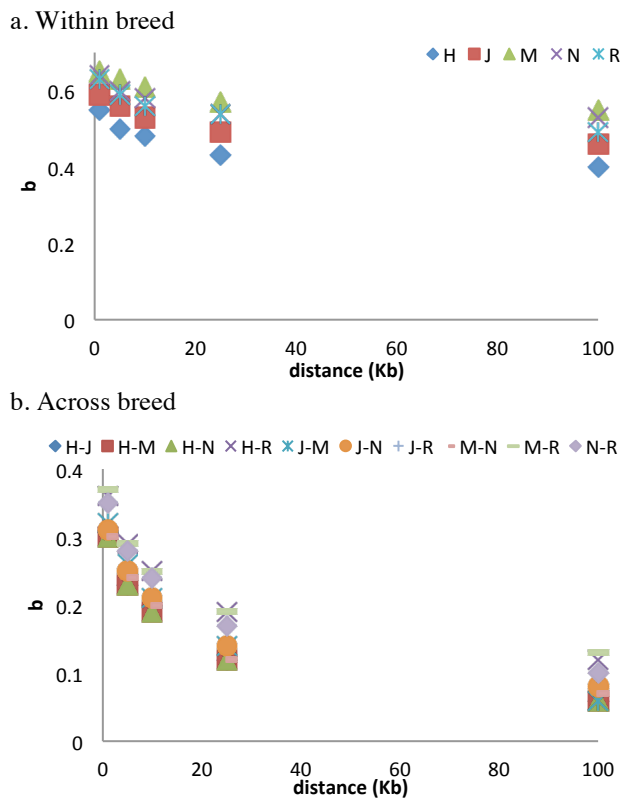 a. Within breed
H J M N R
0.6
0.4
0.2
0
b
0 20 40 60 80 100
distance (Kb)
b. Across breed
H-J H-M H-N H-R J-M J-N J-R M-N M-R N-R
0.4
0.3
0.2
0.1
0
b
0 20 40 60 80 100
distance (Kb)